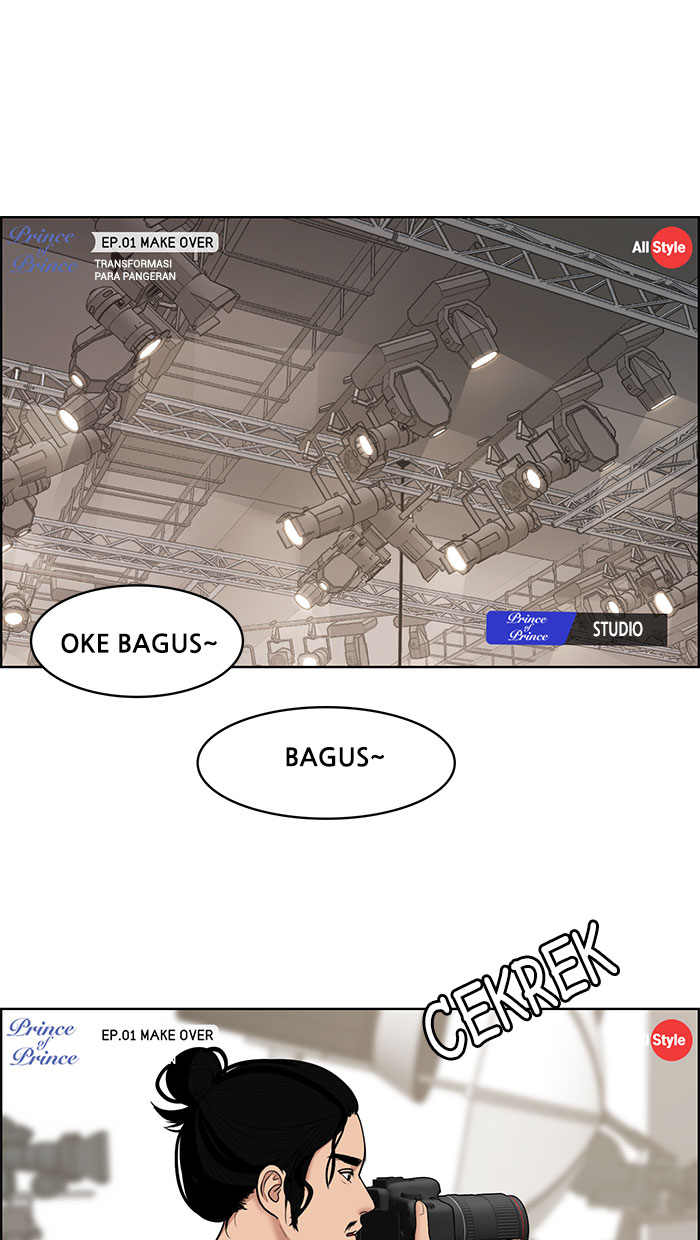 Prince
of
Prince
EP.01 MAKE OVER
TRANSFORMASI
PARA PANGERAN
All Style
OKE BAGUS~
Prince
of
Prince
STUDIO
BAGUS~
CEKREK
Prince
of
Prince
EP.01 MAKE OVER
Style